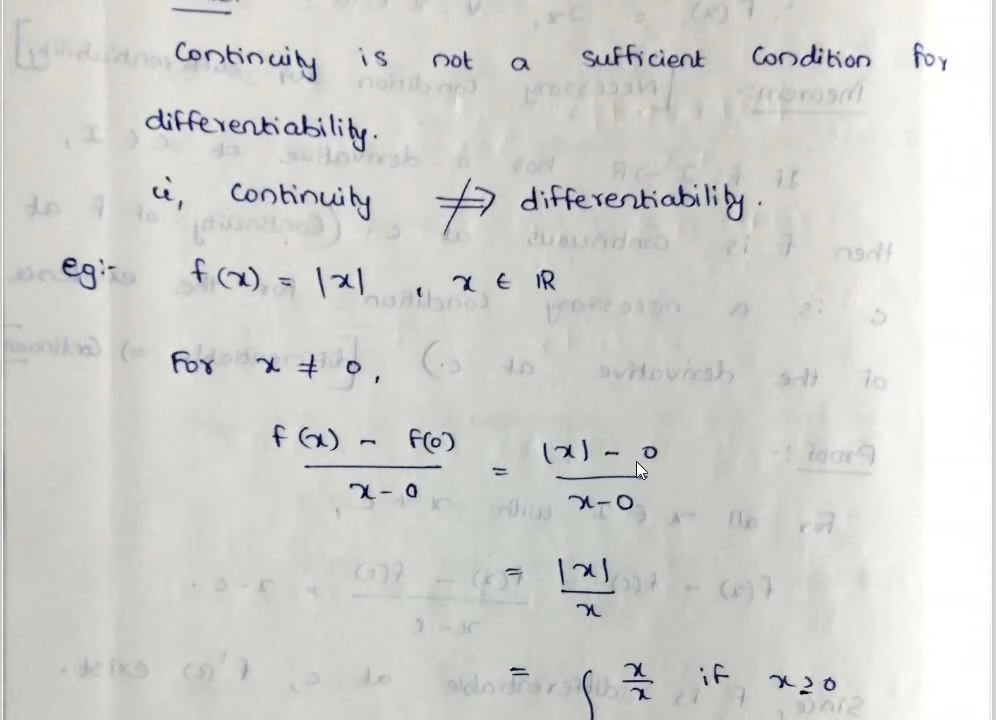 Continuity is not a sufficient condition for
differentiability.
ie, continuity ⇏ differentiability.
eg:- f(x) = |x| , x ∈ ℝ
For x ≠ 0,
f(x) - f(0) / x - 0 = |x| - 0 / x - 0
= |x| / x
= { x/x if x ≥ 0